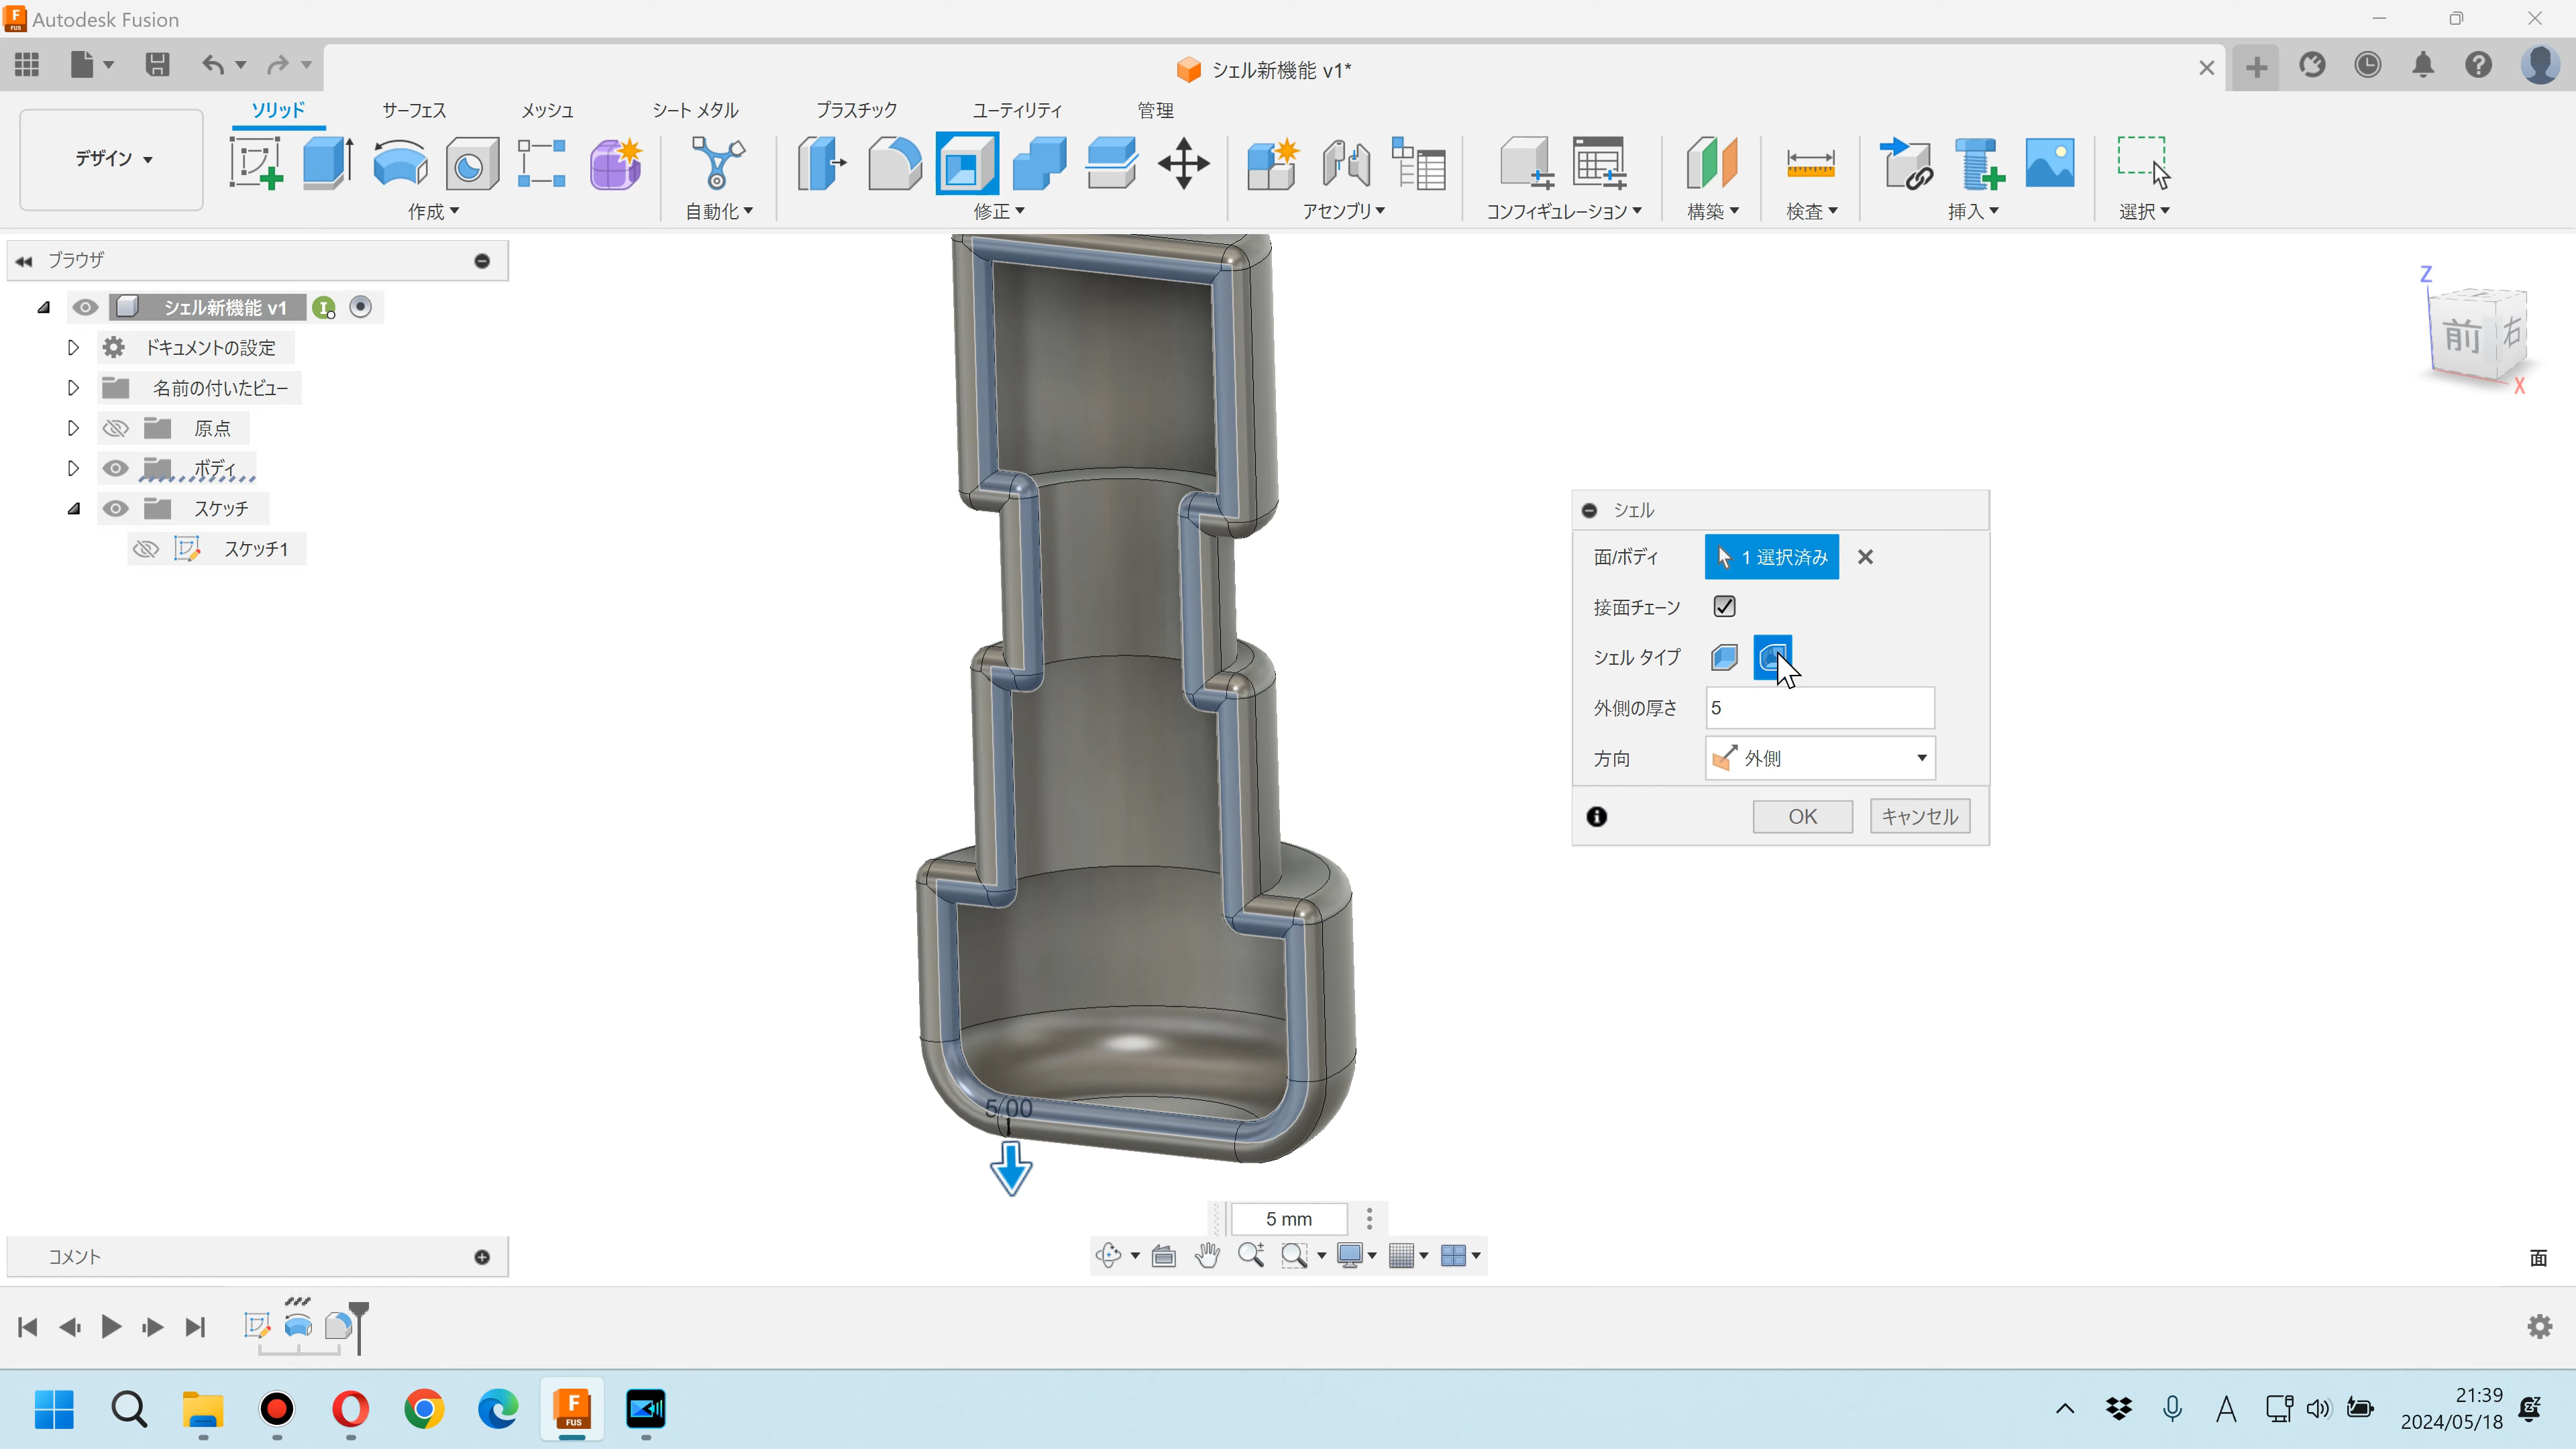 Autodesk Fusion
シェル新機能 v1*
デザイン
ソリッド
サーフェス
メッシュ
シート メタル
プラスチック
ユーティリティ
管理
作成
自動化
修正
アセンブリ
コンフィギュレーション
構築
検査
挿入
選択
ブラウザ
シェル新機能 v1
ドキュメントの設定
名前の付いたビュー
原点
ボディ
スケッチ
スケッチ1
Z
前
右
X
シェル
面/ボディ
1 選択済み
接面チェーン
シェル タイプ
外側の厚さ
5
方向
外側
OK
キャンセル
5.00
5 mm
コメント
面
F
FUS
A
21:39
2024/05/18